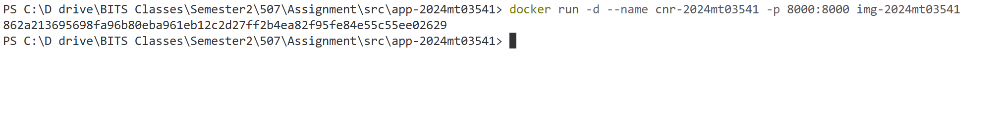 PS C:\D drive\BITS Classes\Semester2\507\Assignment\src\app-2024mt03541> docker run -d --name cnr-2024mt03541 -p 8000:8000 img-2024mt03541
862a213695698fa96b80eba961eb12c2d27ff2b4ea82f95fe84e55c55ee02629
PS C:\D drive\BITS Classes\Semester2\507\Assignment\src\app-2024mt03541>